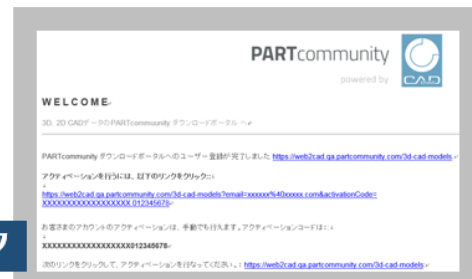 PARTcommunity
powered by
CAD
WELCOME
3D, 2D CADデータのPARTcommuunity ダウンロードポータル へ
PARTcommunity ダウンロードポータルへのユーザー登録が完了しました https://web2cad.qa.partcommunity.com/3d-cad-models.
アクティベーションを行うには、以下のリンクをクリック::
https://web2cad.qa.partcommunity.com/3d-cad-models?email=xxxxxx%40xxxx.com&activationCode=
XXXXXXXXXXXXXXXXXX 012345678
お客さまのアカウントのアクティベーションは、手動でも行えます。アクティベーションコードは::
XXXXXXXXXXXXXXXXXX012345678
次のリンクをクリックして、アクティベーションを行なってください。: https://web2cad.qa.partcommunity.com/3d-cad-models